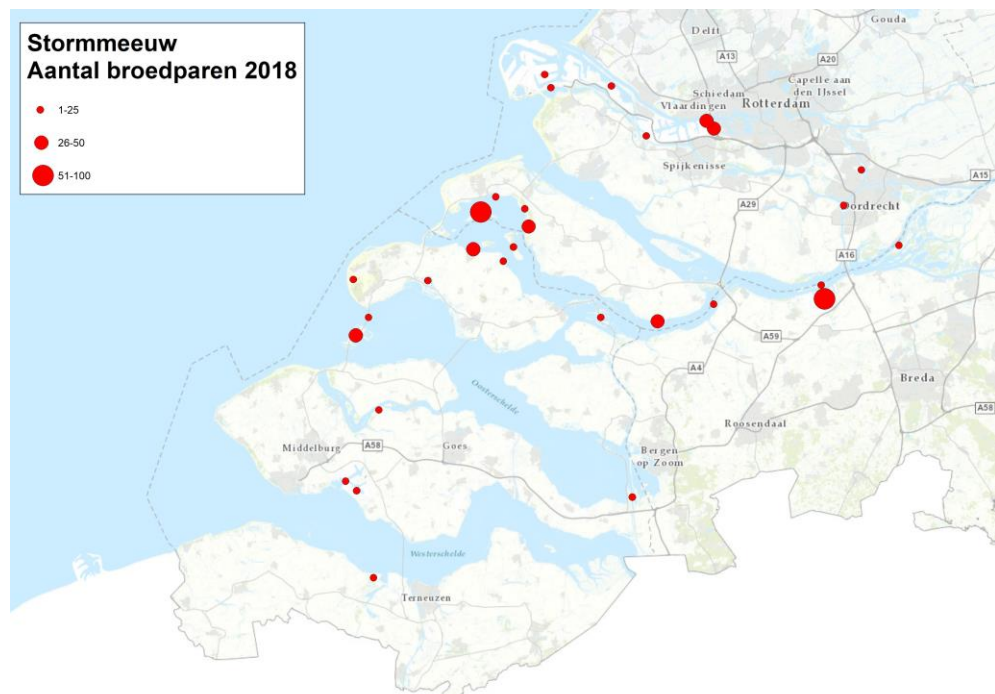 Stormmeeuw
Aantal broedparen 2018
1-25
26-50
51-100
Gouda
Delft
A13
A20
Capelle aan
den IJssel
Schiedam
Vlaardingen
Rotterdam
Spijkenisse
A15
A29
Dordrecht
A16
A59
A4
Breda
A58
Oosterschelde
Roosendaal
Middelburg
A58
Goes
Bergen
op Zoom
Westerschelde
Terneuzen